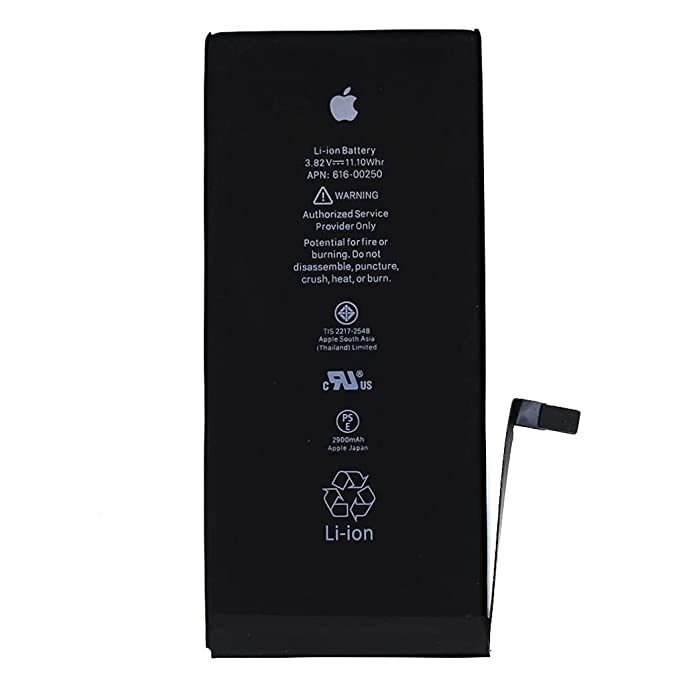 Li-ion Battery
3.82V⎓11.10Whr
APN: 616-00250
WARNING
Authorized Service
Provider Only
Potential for fire or
burning. Do not
disassemble, puncture,
crush, heat, or burn.
TIS 2217-2548
Apple South Asia
(Thailand) Limited
c RU® US
PS
E
2900mAh
Apple Japan
Li-ion